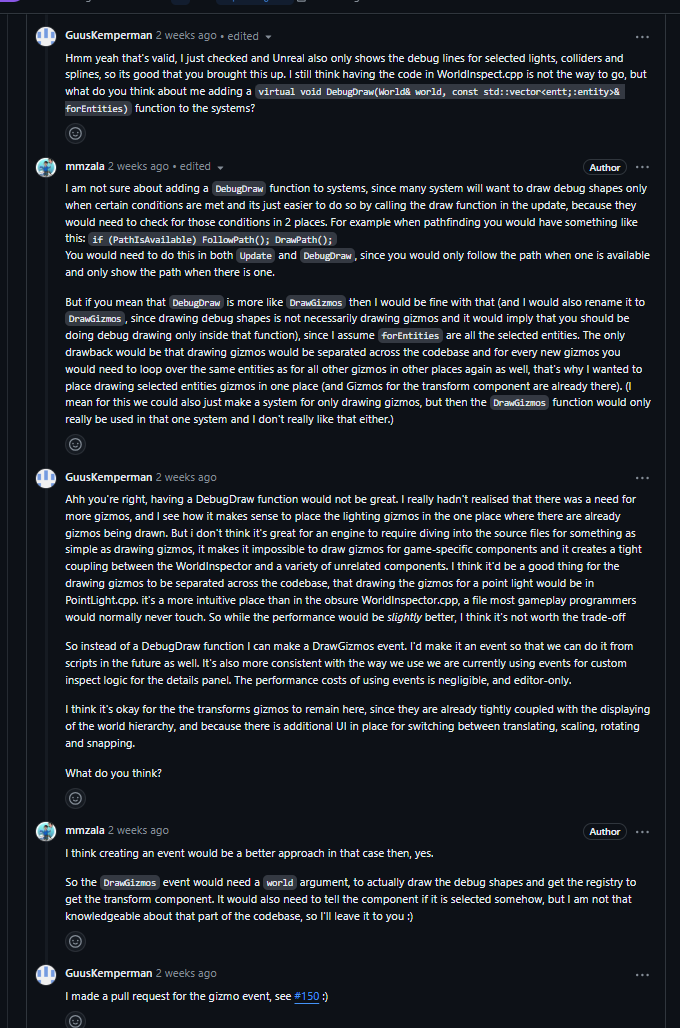 GuusKemperman 2 weeks ago • edited
Hmm yeah that's valid, I just checked and Unreal also only shows the debug lines for selected lights, colliders and
splines, so its good that you brought this up. I still think having the code in WorldInspect.cpp is not the way to go, but
what do you think about me adding a virtual void DebugDraw(World& world, const std::vector<entt;:entity>&
forEntities) function to the systems?
mmzala 2 weeks ago • edited
Author
I am not sure about adding a DebugDraw function to systems, since many system will want to draw debug shapes only
when certain conditions are met and its just easier to do so by calling the draw function in the update, because they
would need to check for those conditions in 2 places. For example when pathfinding you would have something like
this: if (PathIsAvailable) FollowPath(); DrawPath();
You would need to do this in both Update and DebugDraw, since you would only follow the path when one is available
and only show the path when there is one.
But if you mean that DebugDraw is more like DrawGizmos then I would be fine with that (and I would also rename it to
DrawGizmos, since drawing debug shapes is not necessarily drawing gizmos and it would imply that you should be
doing debug drawing only inside that function), since I assume forEntities are all the selected entities. The only
drawback would be that drawing gizmos would be separated across the codebase and for every new gizmos you
would need to loop over the same entities as for all other gizmos in other places again as well, that's why I wanted to
place drawing selected entities gizmos in one place (and Gizmos for the transform component are already there). (I
mean for this we could also just make a system for only drawing gizmos, but then the DrawGizmos function would only
really be used in that one system and I don't really like that either.)
GuusKemperman 2 weeks ago
Ahh you're right, having a DebugDraw function would not be great. I really hadn't realised that there was a need for
more gizmos, and I see how it makes sense to place the lighting gizmos in the one place where there are already
gizmos being drawn. But i don't think it's great for an engine to require diving into the source files for something as
simple as drawing gizmos, it makes it impossible to draw gizmos for game-specific components and it creates a tight
coupling between the WorldInspector and a variety of unrelated components. I think it'd be a good thing for the
drawing gizmos to be separated across the codebase, that drawing the gizmos for a point light would be in
PointLight.cpp. it's a more intuitive place than in the obsure WorldInspector.cpp, a file most gameplay programmers
would normally never touch. So while the performance would be slightly better, I think it's not worth the trade-off
So instead of a DebugDraw function I can make a DrawGizmos event. I'd make it an event so that we can do it from
scripts in the future as well. It's also more consistent with the way we use we are currently using events for custom
inspect logic for the details panel. The performance costs of using events is negligible, and editor-only.
I think it's okay for the the transforms gizmos to remain here, since they are already tightly coupled with the displaying
of the world hierarchy, and because there is additional UI in place for switching between translating, scaling, rotating
and snapping.
What do you think?
mmzala 2 weeks ago
Author
I think creating an event would be a better approach in that case then, yes.
So the DrawGizmos event would need a world argument, to actually draw the debug shapes and get the registry to
get the transform component. It would also need to tell the component if it is selected somehow, but I am not that
knowledgeable about that part of the codebase, so I'll leave it to you :)
GuusKemperman 2 weeks ago
I made a pull request for the gizmo event, see #150 :)